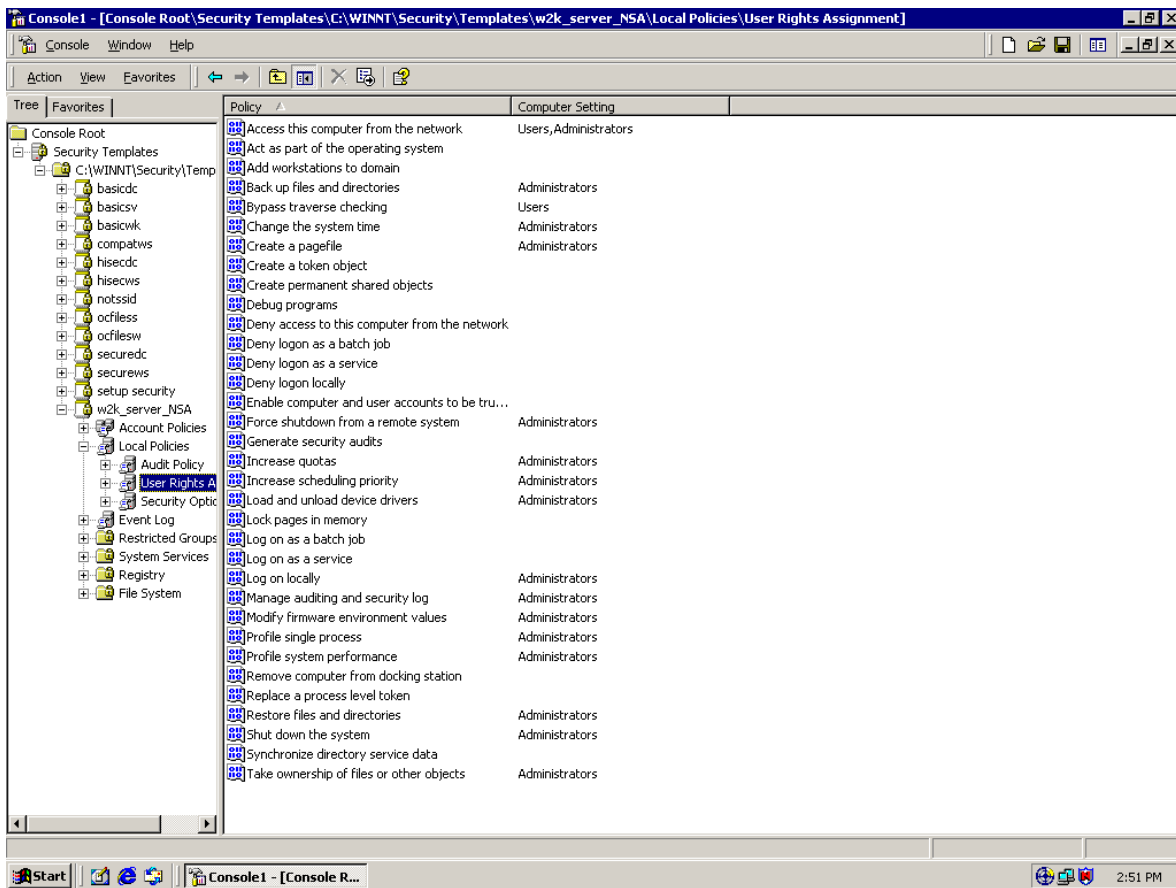 Console1 - [Console Root\Security Templates\C:\WINNT\Security\Templates\w2k_server_NSA\Local Policies\User Rights Assignment]
Console Window Help
Action View Favorites
Tree Favorites
Console Root
Security Templates
C:\WINNT\Security\Temp
basicdc
basicsv
basicwk
compatws
hisecdc
hisecws
notssid
ocfiless
ocfilesw
securedc
securews
setup security
w2k_server_NSA
Account Policies
Local Policies
Audit Policy
User Rights A
Security Optic
Event Log
Restricted Groups
System Services
Registry
File System
Policy Computer Setting
Access this computer from the network Users,Administrators
Act as part of the operating system
Add workstations to domain
Back up files and directories Administrators
Bypass traverse checking Users
Change the system time Administrators
Create a pagefile Administrators
Create a token object
Create permanent shared objects
Debug programs
Deny access to this computer from the network
Deny logon as a batch job
Deny logon as a service
Deny logon locally
Enable computer and user accounts to be tru...
Force shutdown from a remote system Administrators
Generate security audits
Increase quotas Administrators
Increase scheduling priority Administrators
Load and unload device drivers Administrators
Lock pages in memory
Log on as a batch job
Log on as a service
Log on locally Administrators
Manage auditing and security log Administrators
Modify firmware environment values Administrators
Profile single process Administrators
Profile system performance Administrators
Remove computer from docking station
Replace a process level token
Restore files and directories Administrators
Shut down the system Administrators
Synchronize directory service data
Take ownership of files or other objects Administrators
Start Console1 - [Console R... 2:51 PM